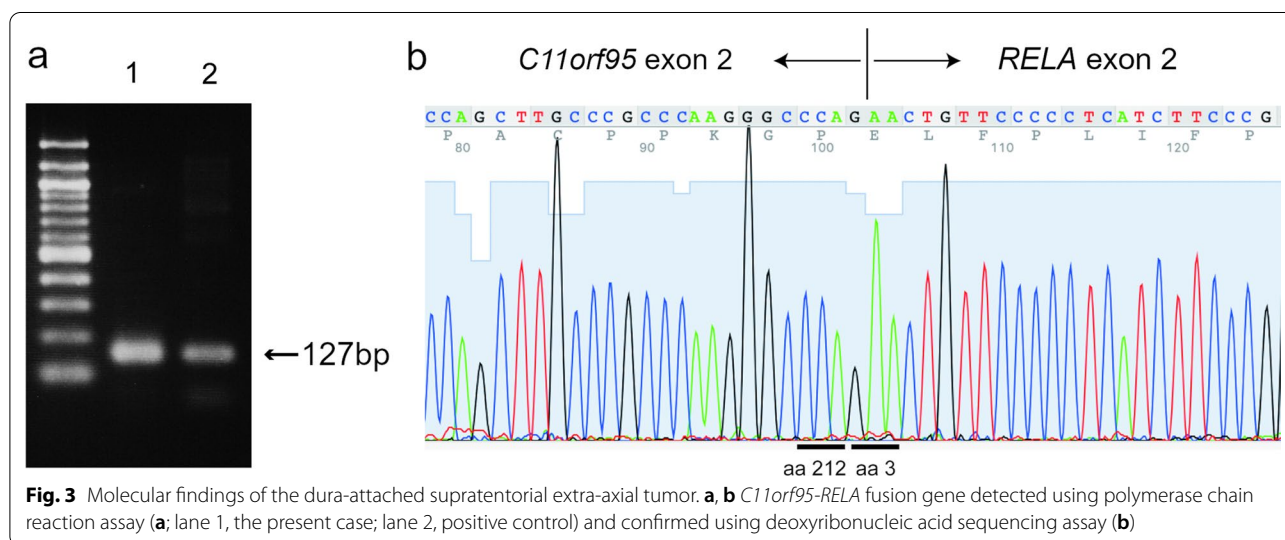 a
1 2
←127bp
b
C11orf95 exon 2 ← → RELA exon 2
CCAGCTTGCCGCCCAAGGGCCCAGAACTGTTCCCCCTCATCTTCCCG
P A C P P K G P E L F P L I F P
80 90 100 110 120
aa 212 aa 3
Fig. 3 Molecular findings of the dura-attached supratentorial extra-axial tumor. a, b C11orf95-RELA fusion gene detected using polymerase chain
reaction assay (a; lane 1, the present case; lane 2, positive control) and confirmed using deoxyribonucleic acid sequencing assay (b)